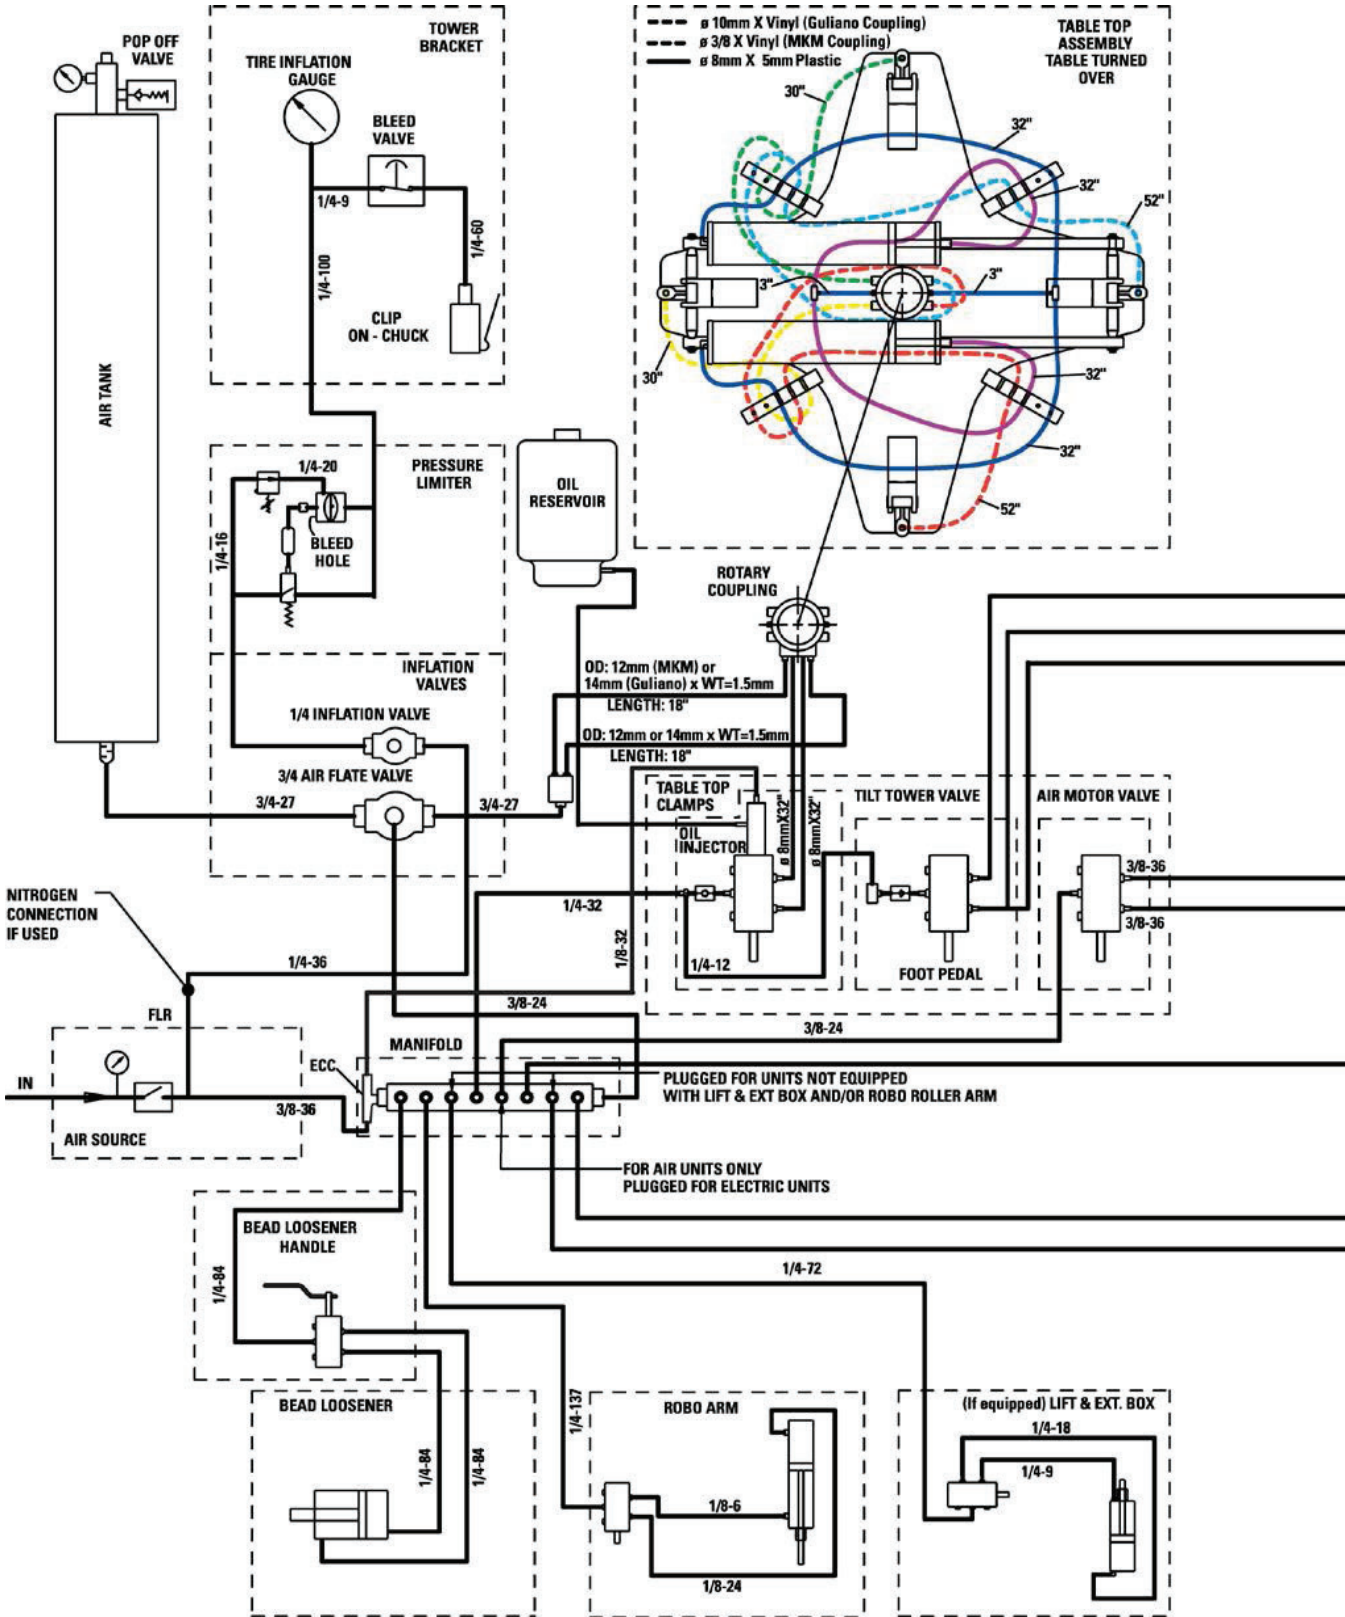 POP OFF
VALVE
AIR TANK
TOWER
BRACKET
TIRE INFLATION
GAUGE
BLEED
VALVE
1/4-9
1/4-60
1/4-100
CLIP
ON - CHUCK
ø 10mm X Vinyl (Guliano Coupling)
ø 3/8 X Vinyl (MKM Coupling)
ø 8mm X 5mm Plastic
TABLE TOP
ASSEMBLY
TABLE TURNED
OVER
30"
32"
32"
52"
3"
3"
30"
32"
32"
52"
PRESSURE
LIMITER
1/4-20
BLEED
HOLE
1/4-16
OIL
RESERVOIR
ROTARY
COUPLING
INFLATION
VALVES
1/4 INFLATION VALVE
3/4 AIR FLATE VALVE
3/4-27
3/4-27
OD: 12mm (MKM) or
14mm (Guliano) x WT=1.5mm
LENGTH: 18"
OD: 12mm or 14mm x WT=1.5mm
LENGTH: 18"
TABLE TOP
CLAMPS
OIL
INJECTOR
ø 8mmX32"
ø 8mmX32"
TILT TOWER VALVE
AIR MOTOR VALVE
3/8-36
3/8-36
FOOT PEDAL
1/4-32
1/8-32
1/4-12
NITROGEN
CONNECTION
IF USED
1/4-36
3/8-24
3/8-24
FLR
IN
AIR SOURCE
3/8-36
ECC
MANIFOLD
PLUGGED FOR UNITS NOT EQUIPPED
WITH LIFT & EXT BOX AND/OR ROBO ROLLER ARM
FOR AIR UNITS ONLY
PLUGGED FOR ELECTRIC UNITS
BEAD LOOSENER
HANDLE
1/4-84
1/4-72
BEAD LOOSENER
1/4-84
1/4-84
1/4-137
ROBO ARM
1/8-6
1/8-24
(If equipped) LIFT & EXT. BOX
1/4-18
1/4-9